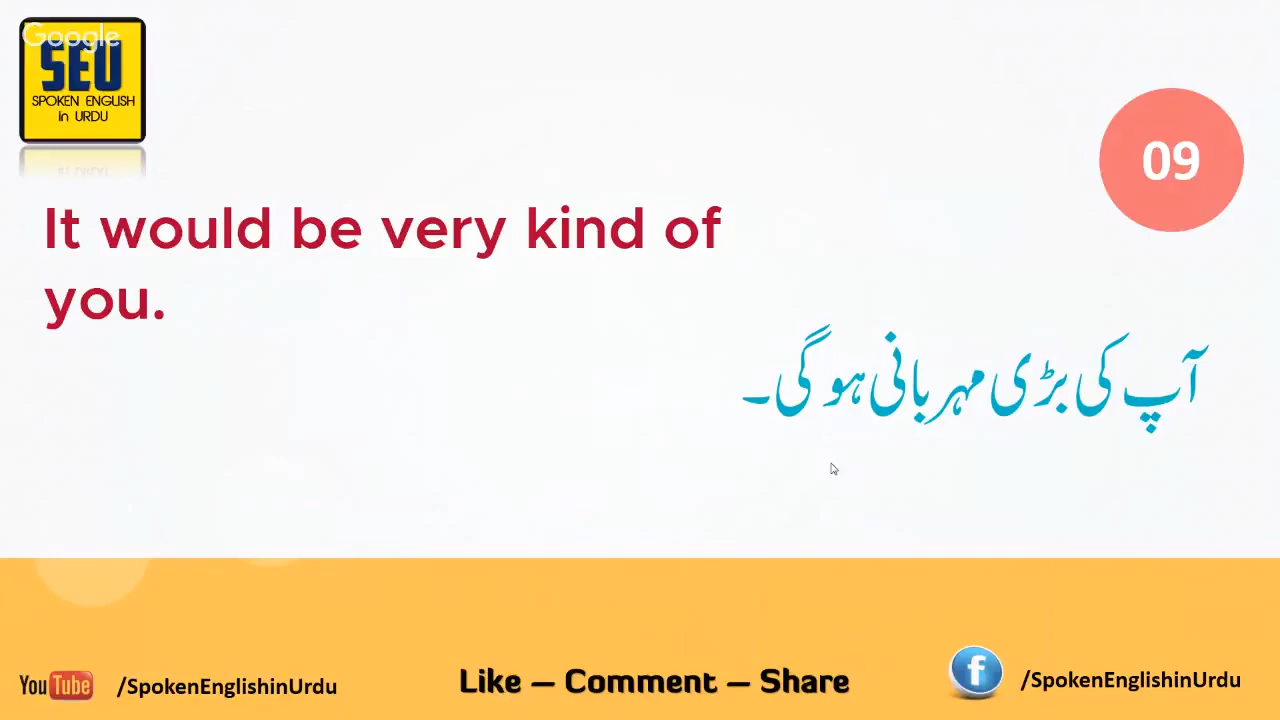 Google
SEU
SPOKEN ENGLISH
in URDU
09
It would be very kind of
you.
آپ کی بڑی مہربانی ہو گی۔
YouTube /SpokenEnglishinUrdu
Like – Comment – Share
f /SpokenEnglishinUrdu